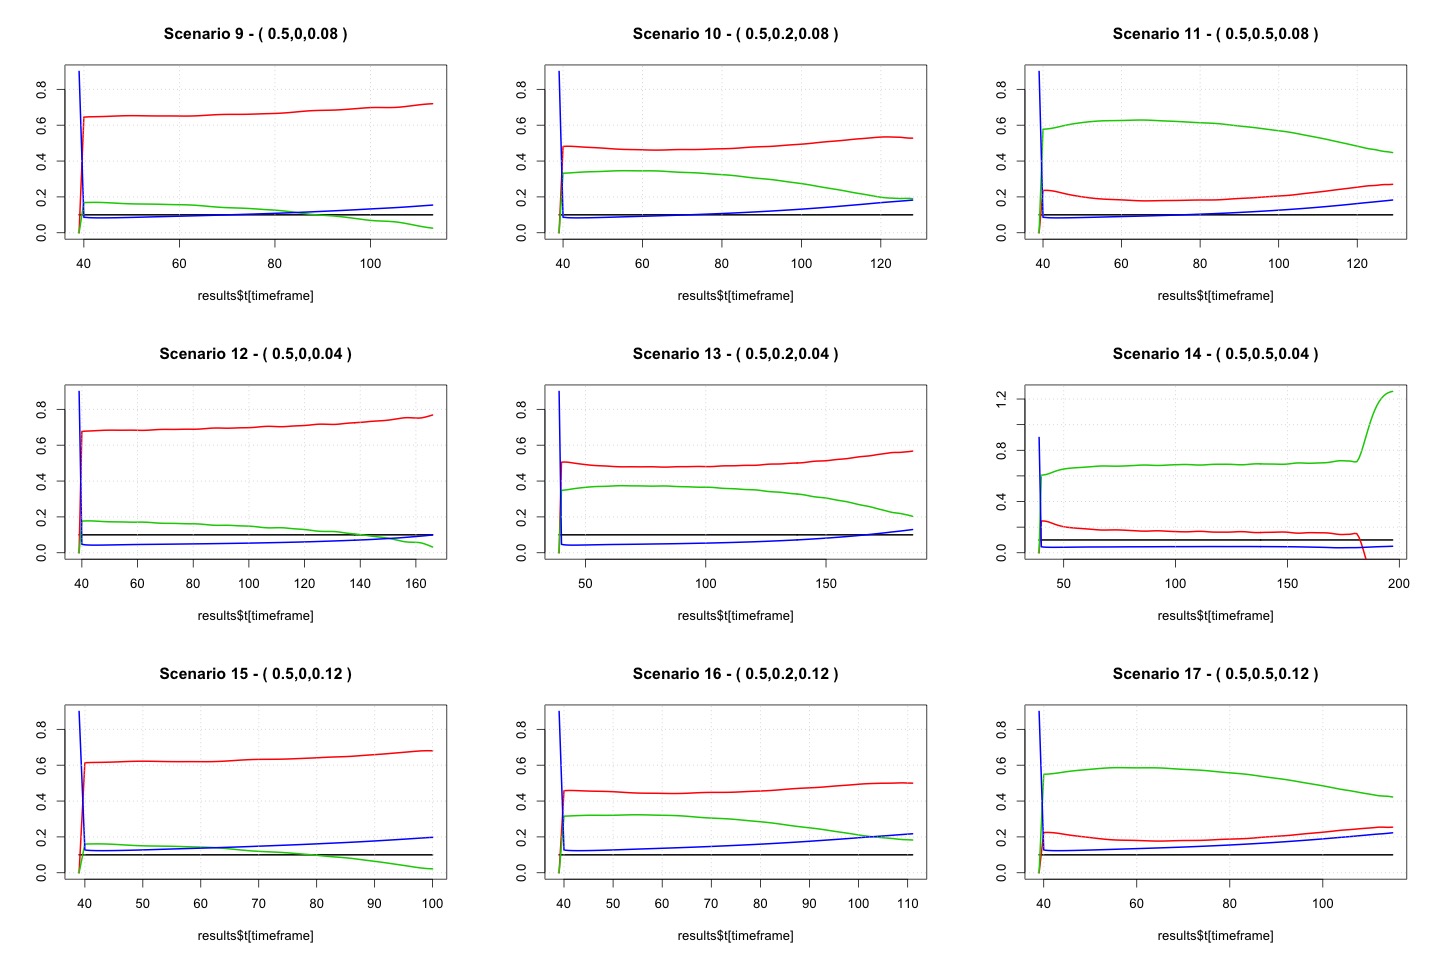 Scenario 9 - ( 0.5,0,0.08 )
0.0 0.2 0.4 0.6 0.8
40 60 80 100
results$t[timeframe]
Scenario 10 - ( 0.5,0.2,0.08 )
0.0 0.2 0.4 0.6 0.8
40 60 80 100 120
results$t[timeframe]
Scenario 11 - ( 0.5,0.5,0.08 )
0.0 0.2 0.4 0.6 0.8
40 60 80 100 120
results$t[timeframe]
Scenario 12 - ( 0.5,0,0.04 )
0.0 0.2 0.4 0.6 0.8
40 60 80 100 120 140 160
results$t[timeframe]
Scenario 13 - ( 0.5,0.2,0.04 )
0.0 0.2 0.4 0.6 0.8
50 100 150
results$t[timeframe]
Scenario 14 - ( 0.5,0.5,0.04 )
0.0 0.4 0.8 1.2
50 100 150 200
results$t[timeframe]
Scenario 15 - ( 0.5,0,0.12 )
0.0 0.2 0.4 0.6 0.8
40 50 60 70 80 90 100
results$t[timeframe]
Scenario 16 - ( 0.5,0.2,0.12 )
0.0 0.2 0.4 0.6 0.8
40 50 60 70 80 90 100 110
results$t[timeframe]
Scenario 17 - ( 0.5,0.5,0.12 )
0.0 0.2 0.4 0.6 0.8
40 60 80 100
results$t[timeframe]